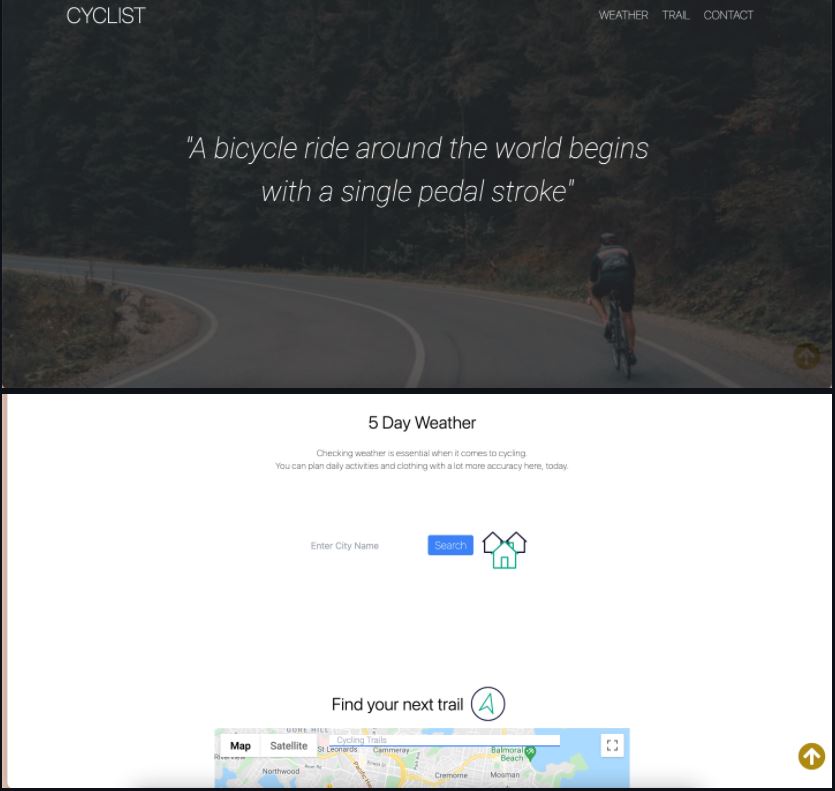 CYCLIST
WEATHER TRAIL CONTACT
"A bicycle ride around the world begins
with a single pedal stroke"
5 Day Weather
Checking weather is essential when it comes to cycling.
You can plan daily activities and clothing with a lot more accuracy here, today.
Enter City Name
Search
Find your next trail
Map
Satellite
Cycling Trails
St Leonards
Cammeray
Balmoral
Beach
Northwood
Cremorne
Mosman